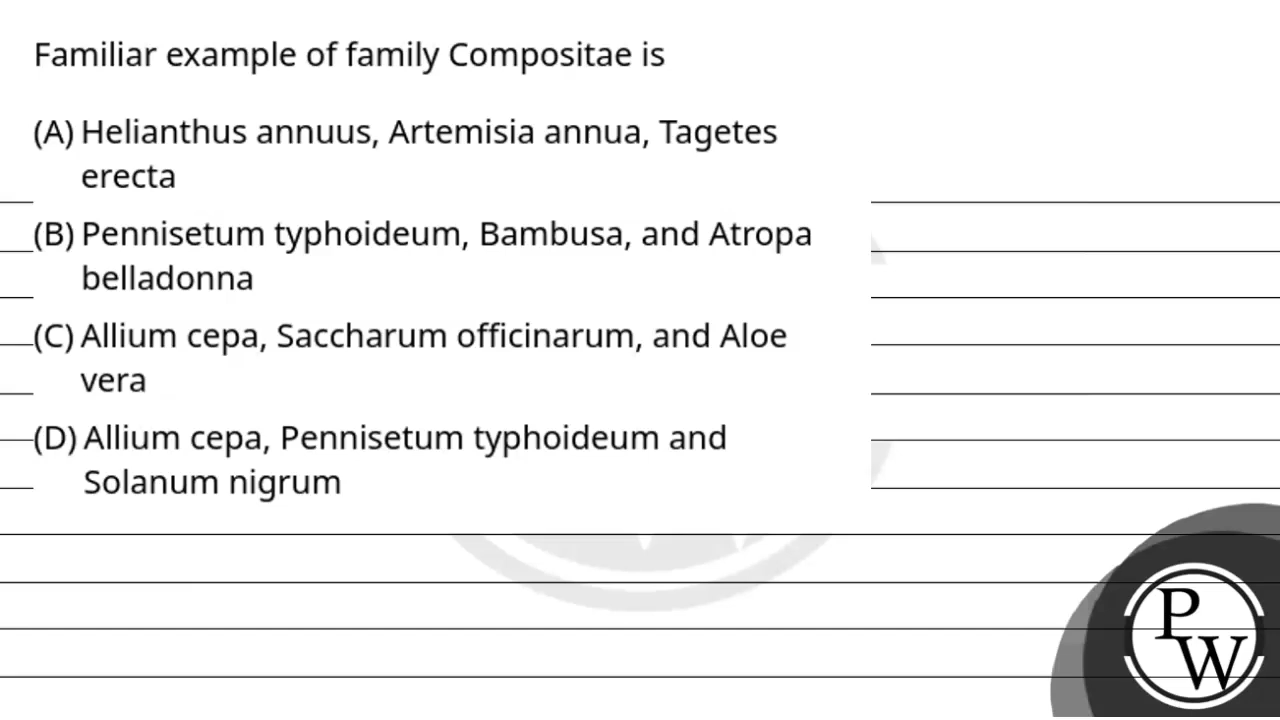 Familiar example of family Compositae is
(A) Helianthus annuus, Artemisia annua, Tagetes
erecta
(B) Pennisetum typhoideum, Bambusa, and Atropa
belladonna
(C) Allium cepa, Saccharum officinarum, and Aloe
vera
(D) Allium cepa, Pennisetum typhoideum and
Solanum nigrum
PW